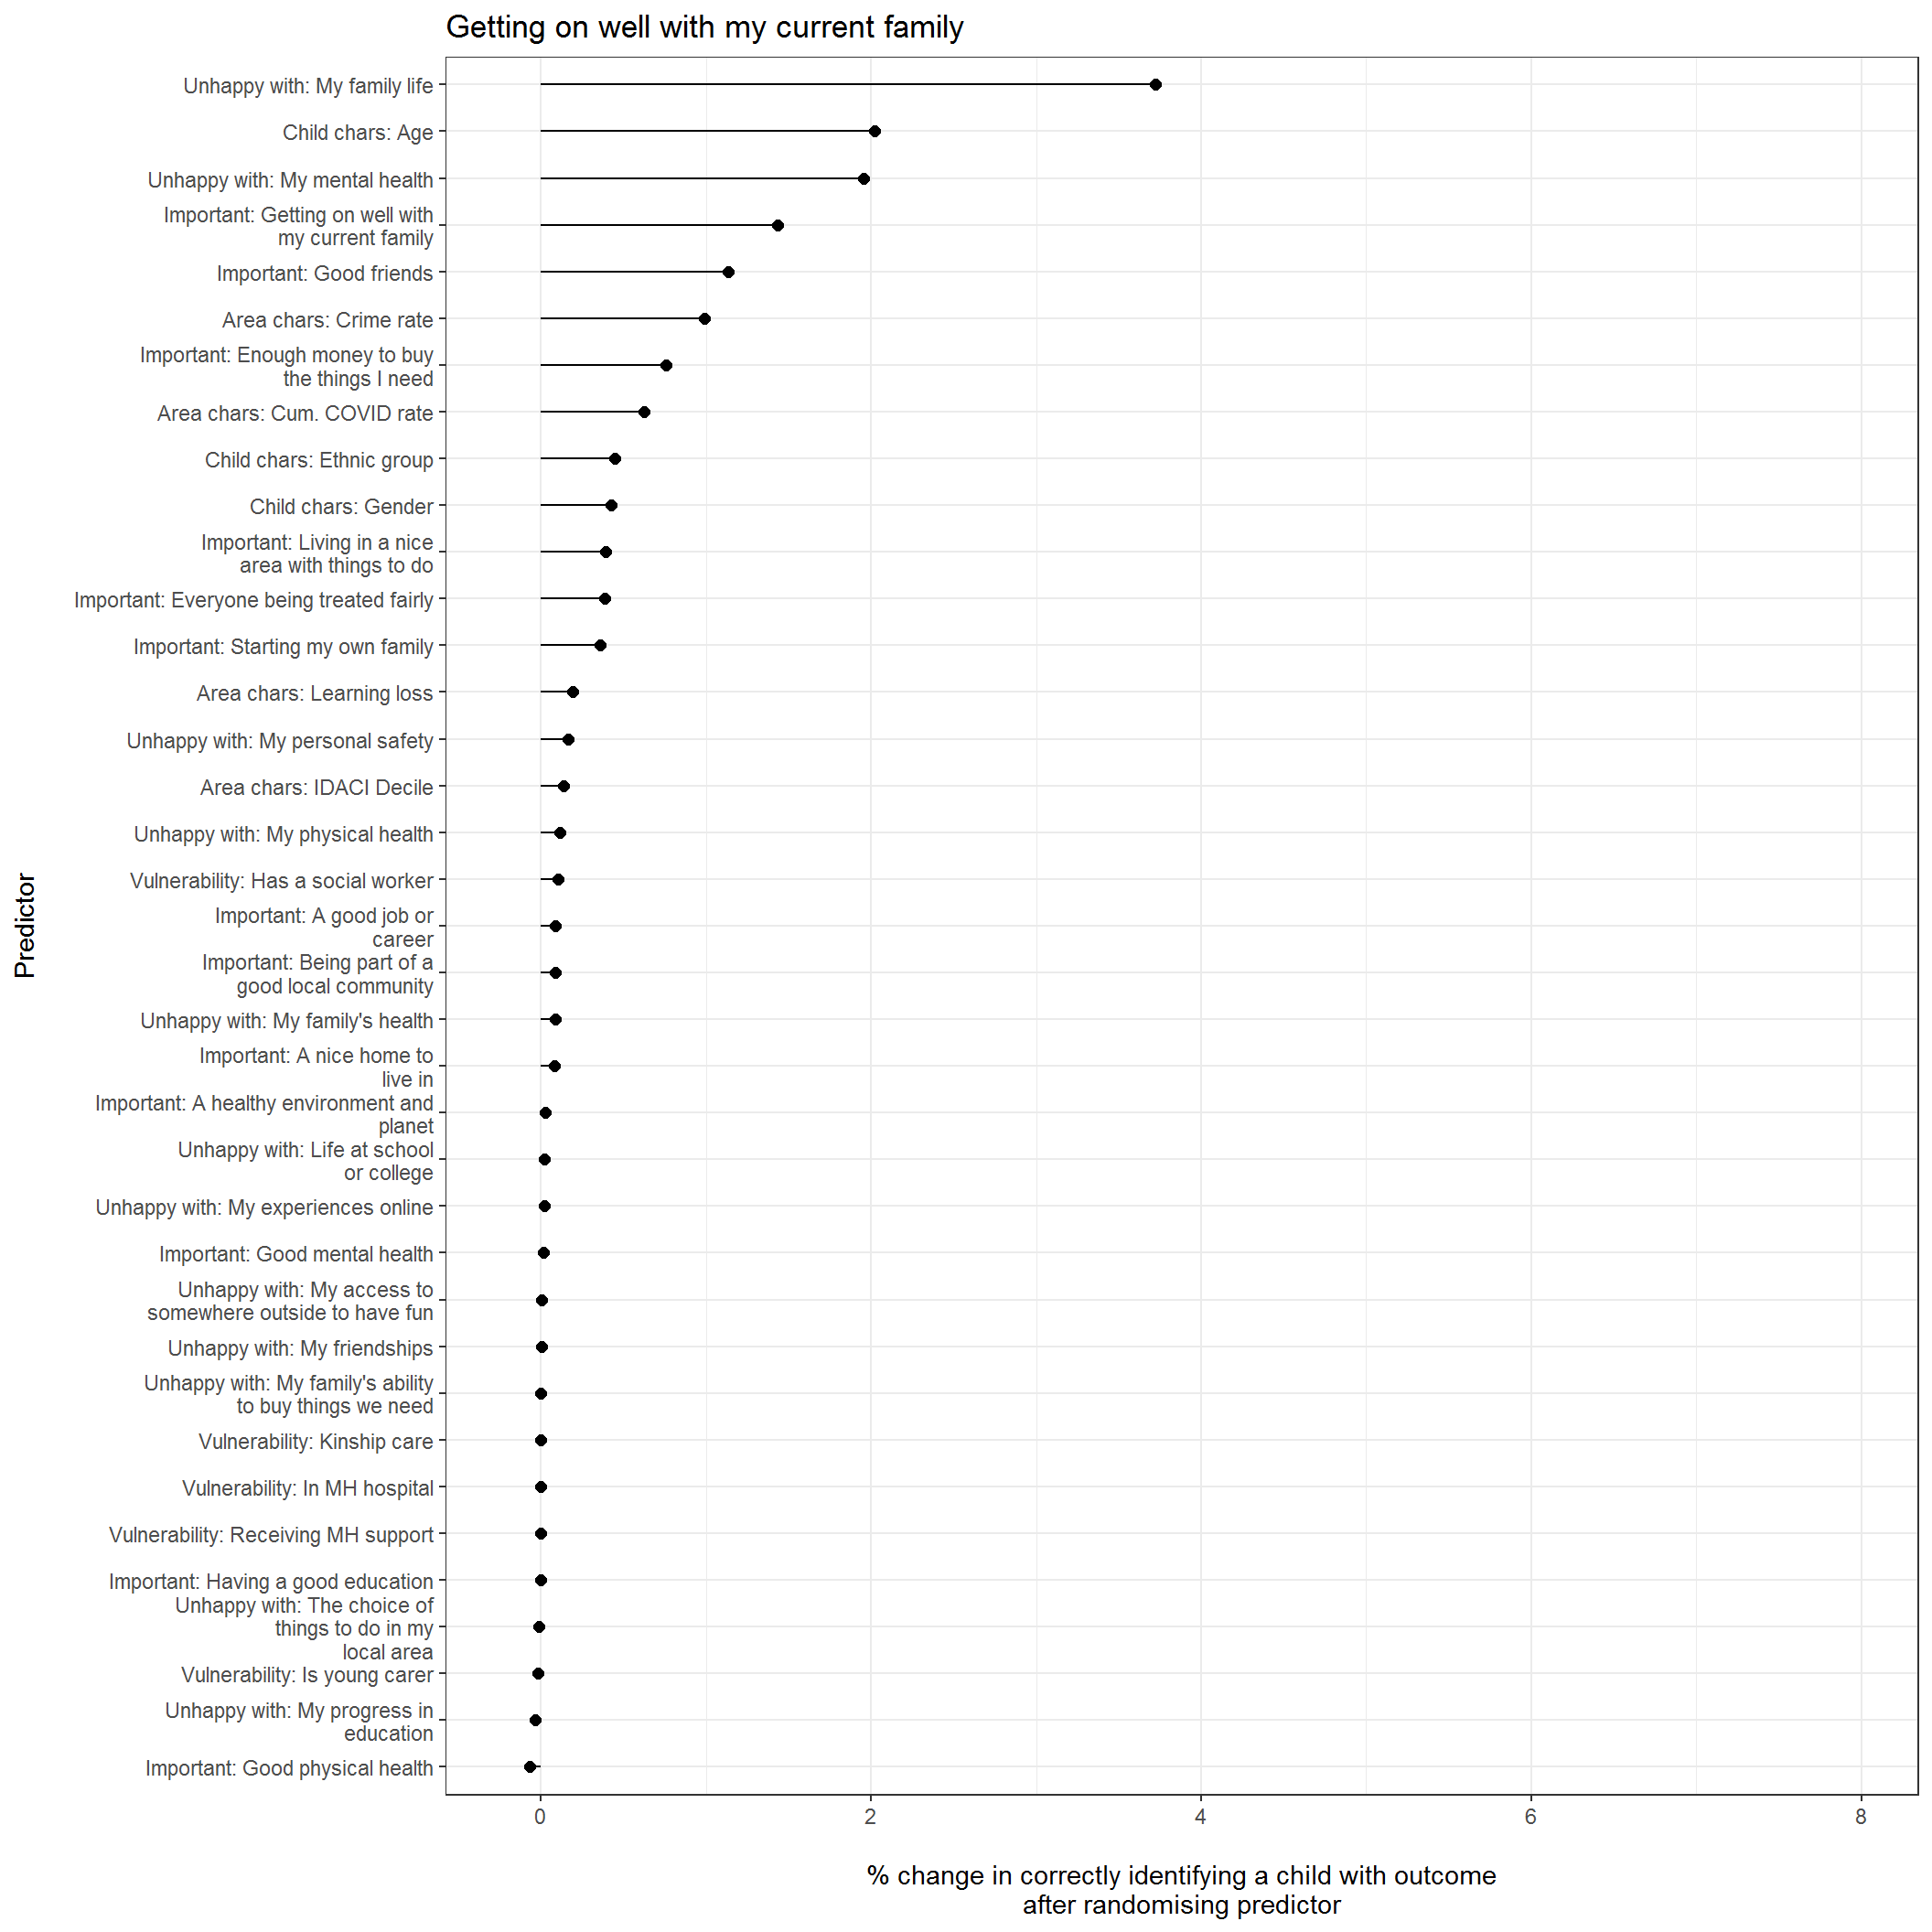 Getting on well with my current family
Unhappy with: My family life
Child chars: Age
Unhappy with: My mental health
Important: Getting on well with
my current family
Important: Good friends
Area chars: Crime rate
Important: Enough money to buy
the things I need
Area chars: Cum. COVID rate
Child chars: Ethnic group
Child chars: Gender
Important: Living in a nice
area with things to do
Important: Everyone being treated fairly
Important: Starting my own family
Area chars: Learning loss
Unhappy with: My personal safety
Area chars: IDACI Decile
Unhappy with: My physical health
Vulnerability: Has a social worker
Important: A good job or
career
Important: Being part of a
good local community
Unhappy with: My family's health
Important: A nice home to
live in
Important: A healthy environment and
planet
Unhappy with: Life at school
or college
Unhappy with: My experiences online
Important: Good mental health
Unhappy with: My access to
somewhere outside to have fun
Unhappy with: My friendships
Unhappy with: My family's ability
to buy things we need
Vulnerability: Kinship care
Vulnerability: In MH hospital
Vulnerability: Receiving MH support
Important: Having a good education
Unhappy with: The choice of
things to do in my
local area
Vulnerability: Is young carer
Unhappy with: My progress in
education
Important: Good physical health
Predictor
0 2 4 6 8
% change in correctly identifying a child with outcome
after randomising predictor